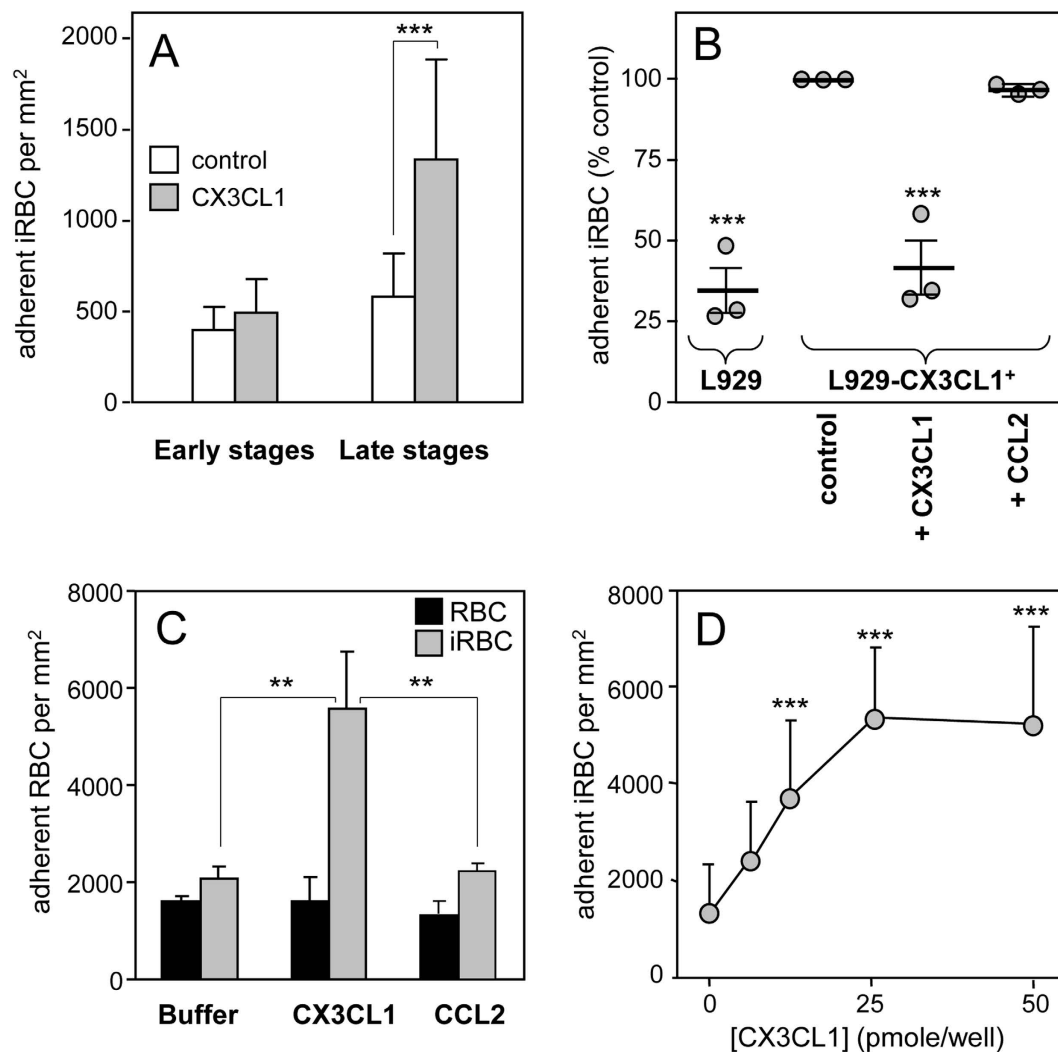 A
adherent iRBC per mm²
2000
1500
1000
500
0
***
control
CX3CL1
Early stages
Late stages
B
adherent iRBC (% control)
100
75
50
25
0
***
***
L929
L929-CX3CL1⁺
control
+ CX3CL1
+ CCL2
C
adherent RBC per mm²
8000
6000
4000
2000
0
RBC
iRBC
**
**
Buffer
CX3CL1
CCL2
D
adherent iRBC per mm²
8000
6000
4000
2000
0
***
***
***
0
25
50
[CX3CL1] (pmole/well)